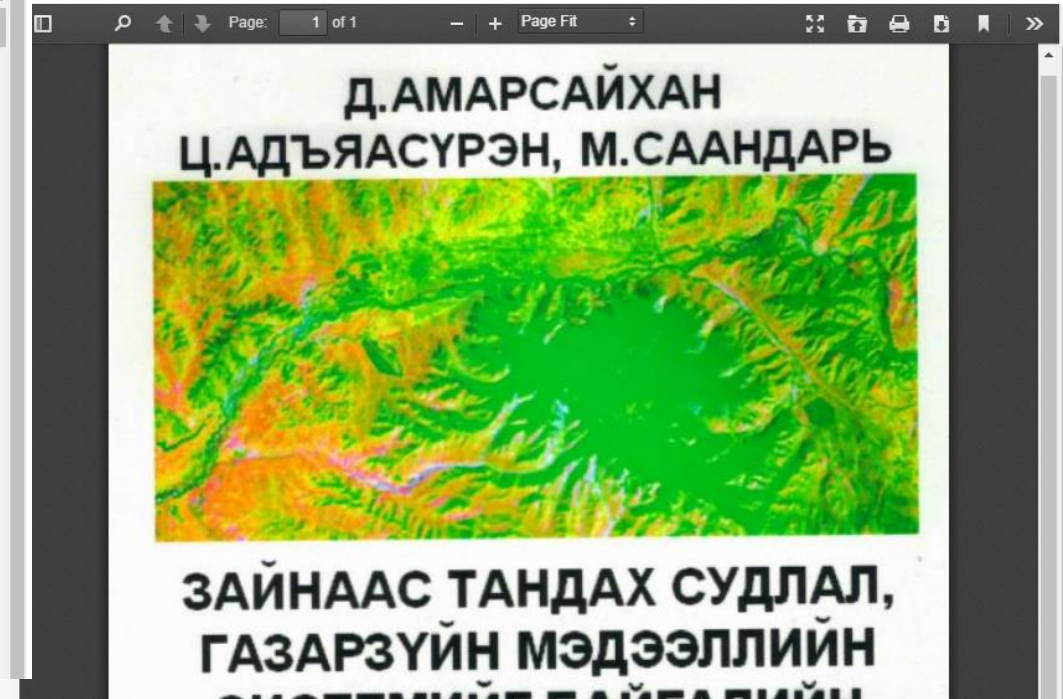 Page: 1 of 1
Page Fit
Д.АМАРСАЙХАН
Ц.АДЪЯАСҮРЭН, М.СААНДАРЬ
ЗАЙНААС ТАНДАХ СУДЛАЛ,
ГАЗАРЗҮЙН МЭДЭЭЛЛИЙН